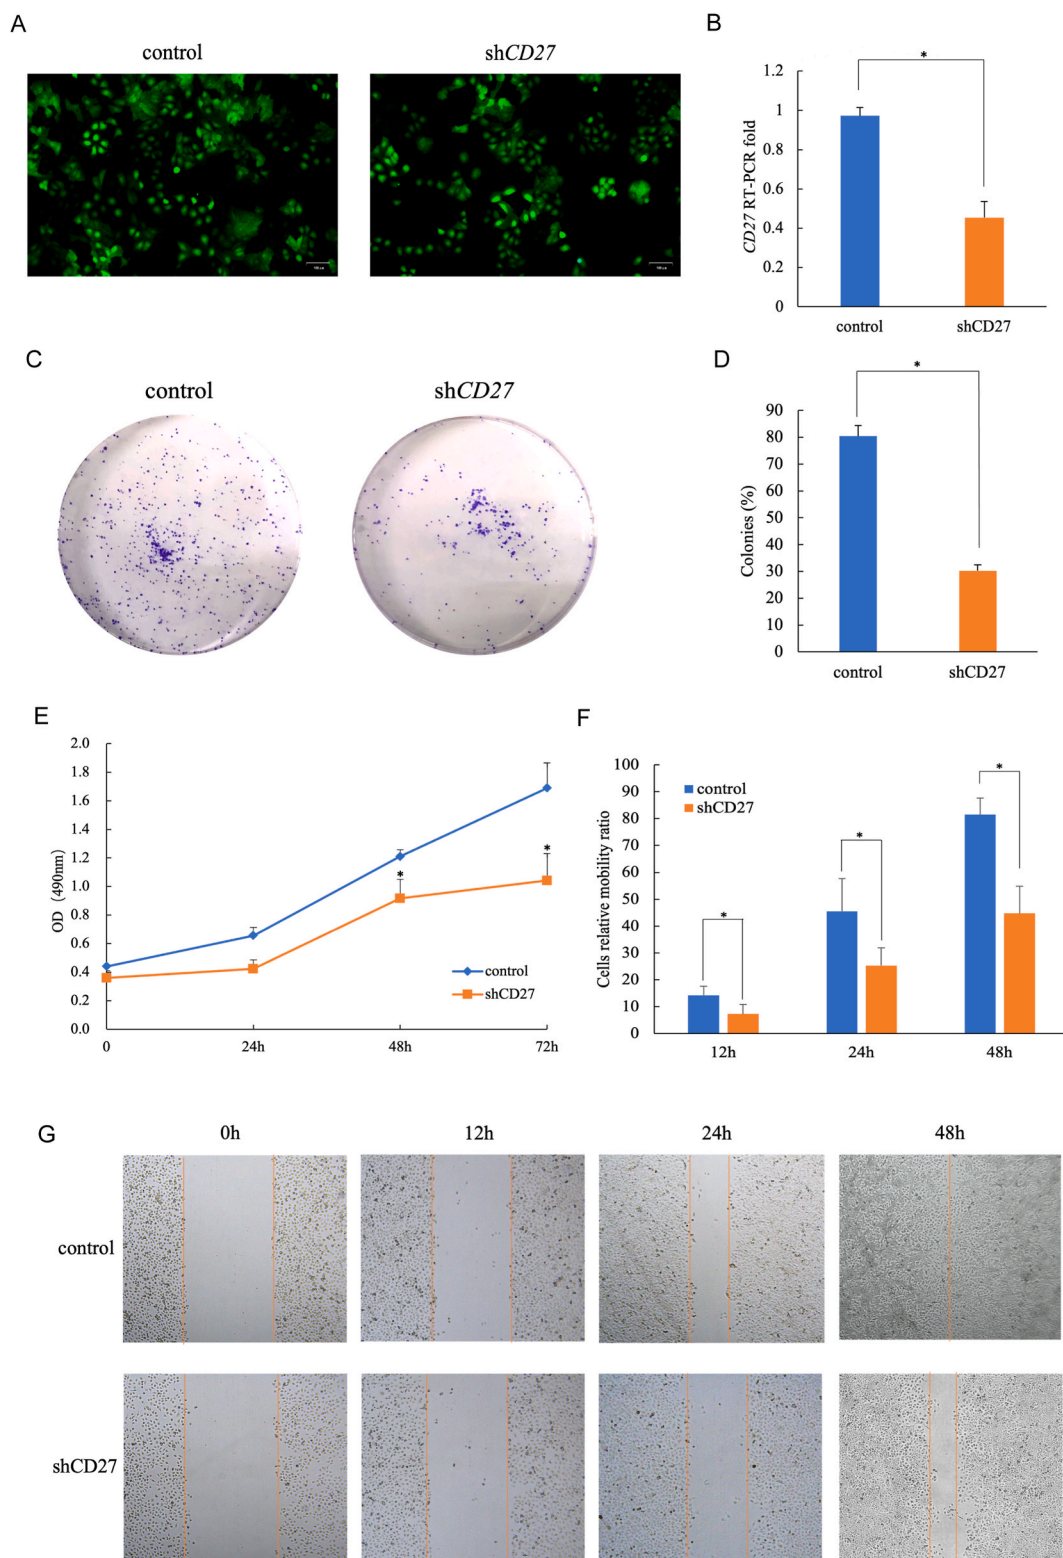 A
control
shCD27
B
*
CD27 RT-PCR fold
1.2
1
0.8
0.6
0.4
0.2
0
control
shCD27
C
control
shCD27
D
*
Colonies (%)
90
80
70
60
50
40
30
20
10
0
control
shCD27
E
OD (490nm)
2.0
1.8
1.6
1.4
1.2
1.0
0.8
0.6
0.4
0.2
0.0
*
*
control
shCD27
0
24h
48h
72h
F
Cells relative mobility ratio
100
90
80
70
60
50
40
30
20
10
0
control
shCD27
*
*
*
12h
24h
48h
G
0h
12h
24h
48h
control
shCD27